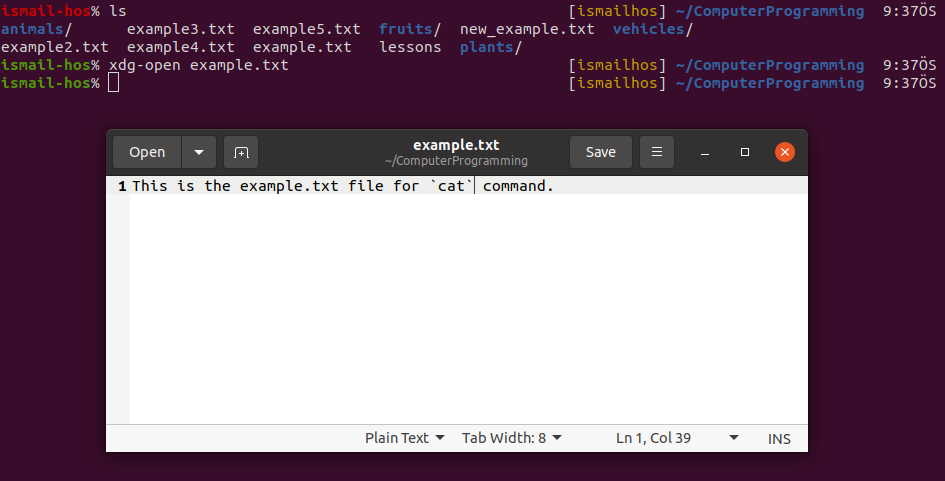 ismail-hos% ls [ismailhos] ~/ComputerProgramming 9:37ÖS
animals/ example3.txt example5.txt fruits/ new_example.txt vehicles/
example2.txt example4.txt example.txt lessons plants/
ismail-hos% xdg-open example.txt [ismailhos] ~/ComputerProgramming 9:37ÖS
ismail-hos% [ismailhos] ~/ComputerProgramming 9:37ÖS
Open example.txt Save
~/ComputerProgramming
1 This is the example.txt file for `cat` command.
Plain Text Tab Width: 8 Ln 1, Col 39 INS